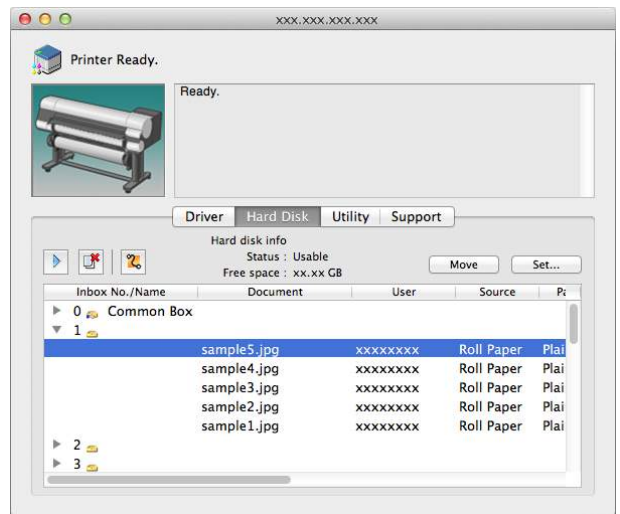 xxx.xxx.xxx.xxx
Printer Ready.
Ready.
Driver Hard Disk Utility Support
Hard disk info
Status : Usable
Free space : xx.xx GB
Move Set...
Inbox No./Name Document User Source Pa
0 Common Box
1
sample5.jpg xxxxxxxx Roll Paper Plai
sample4.jpg xxxxxxxx Roll Paper Plai
sample3.jpg xxxxxxxx Roll Paper Plai
sample2.jpg xxxxxxxx Roll Paper Plai
sample1.jpg xxxxxxxx Roll Paper Plai
2
3